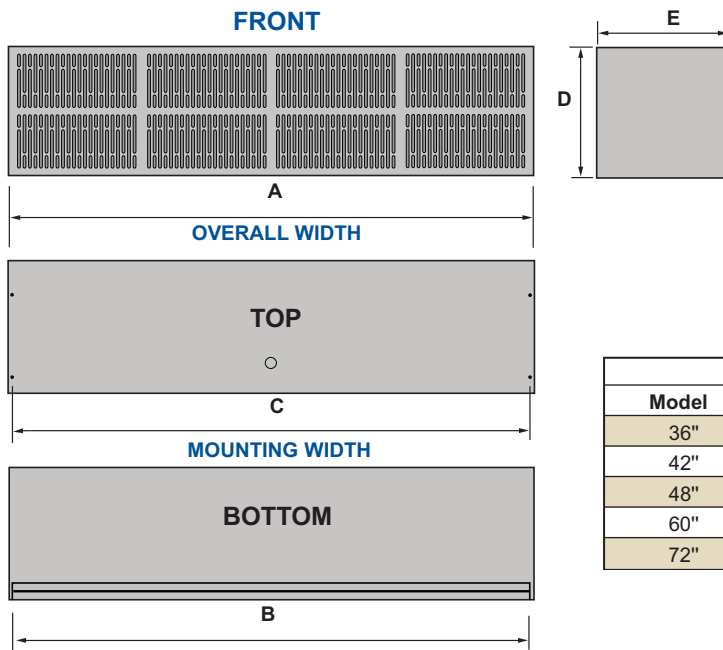 FRONT
E
D
A
OVERALL WIDTH
TOP
C
MOUNTING WIDTH
BOTTOM
B
Model
36"
42"
48"
60"
72"